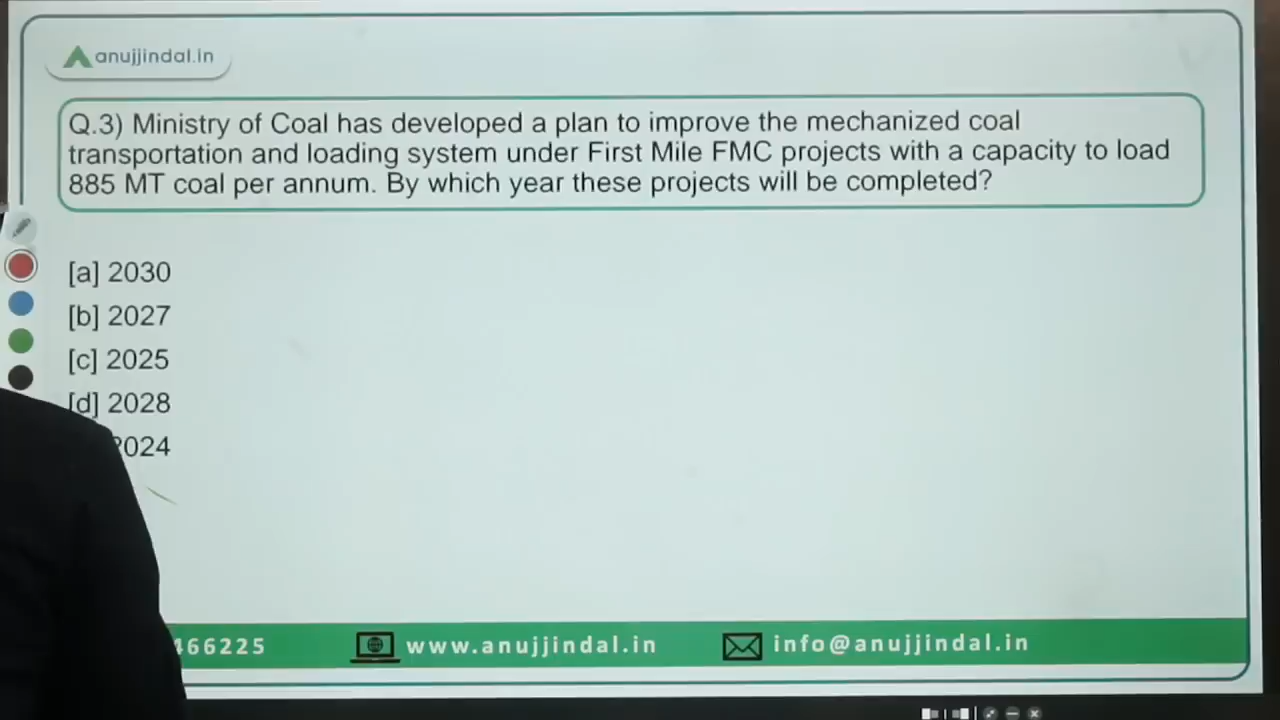 anujjindal.in
Q.3) Ministry of Coal has developed a plan to improve the mechanized coal
transportation and loading system under First Mile FMC projects with a capacity to load
885 MT coal per annum. By which year these projects will be completed?
[a] 2030
[b] 2027
[c] 2025
[d] 2028
2024
466225 www.anujjindal.in info@anujjindal.in